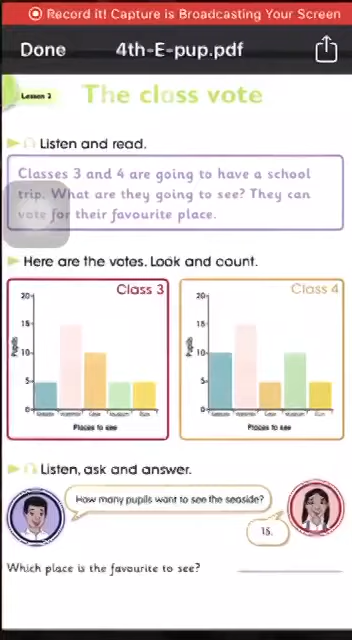 Record it! Capture is Broadcasting Your Screen
Done 4th-E-pup.pdf
Lesson 2 The class vote
Listen and read.
Classes 3 and 4 are going to have a school
trip. What are they going to see? They can
vote for their favourite place.
Here are the votes. Look and count.
Class 3
20
15
10
5
0
Pupils
Places to see
Class 4
20
15
10
5
0
Pupils
Places to see
Listen, ask and answer.
How many pupils want to see the seaside?
15.
Which place is the favourite to see?